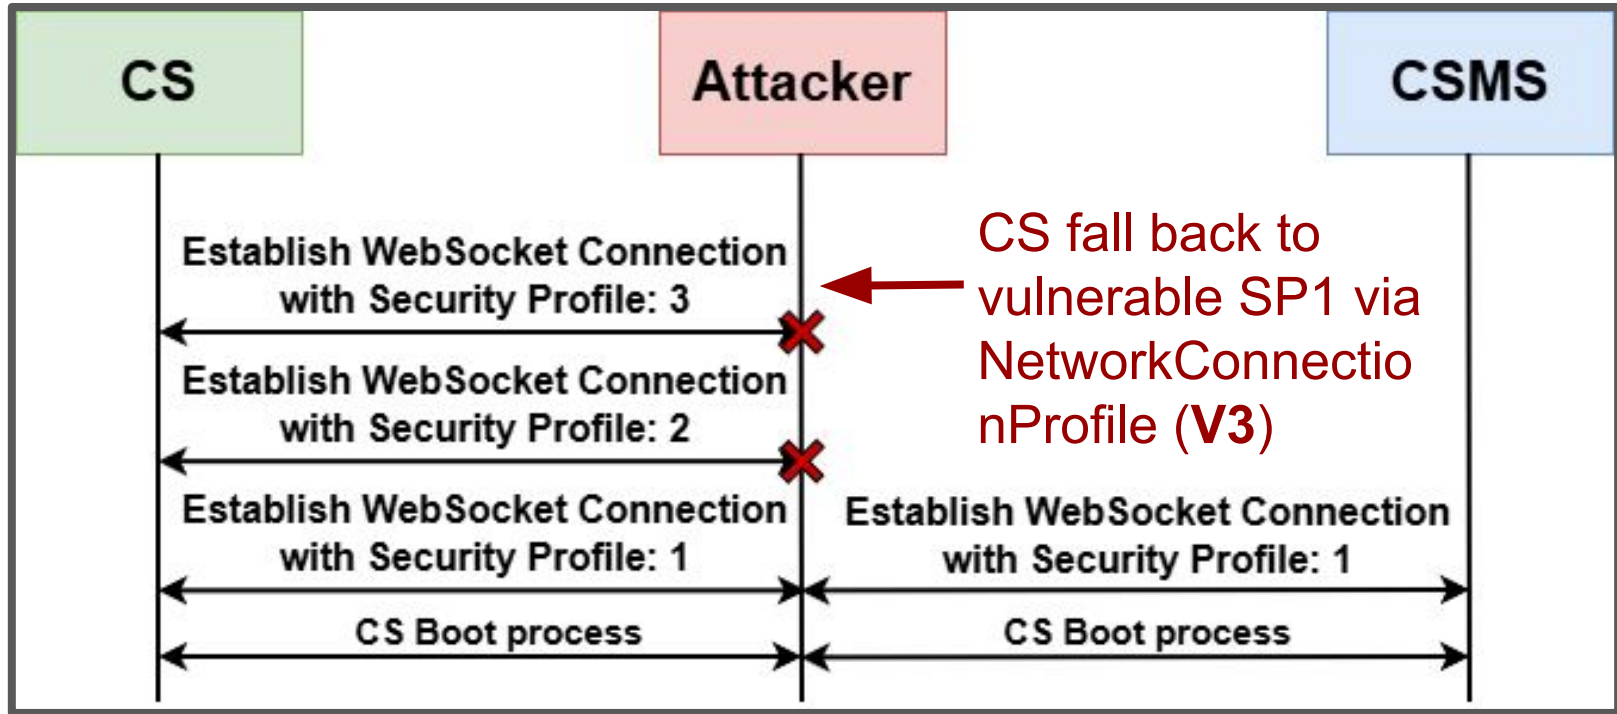 CS
Attacker
CSMS
Establish WebSocket Connection
with Security Profile: 3
CS fall back to
vulnerable SP1 via
NetworkConnectio
nProfile (V3)
Establish WebSocket Connection
with Security Profile: 2
Establish WebSocket Connection
with Security Profile: 1
Establish WebSocket Connection
with Security Profile: 1
CS Boot process
CS Boot process